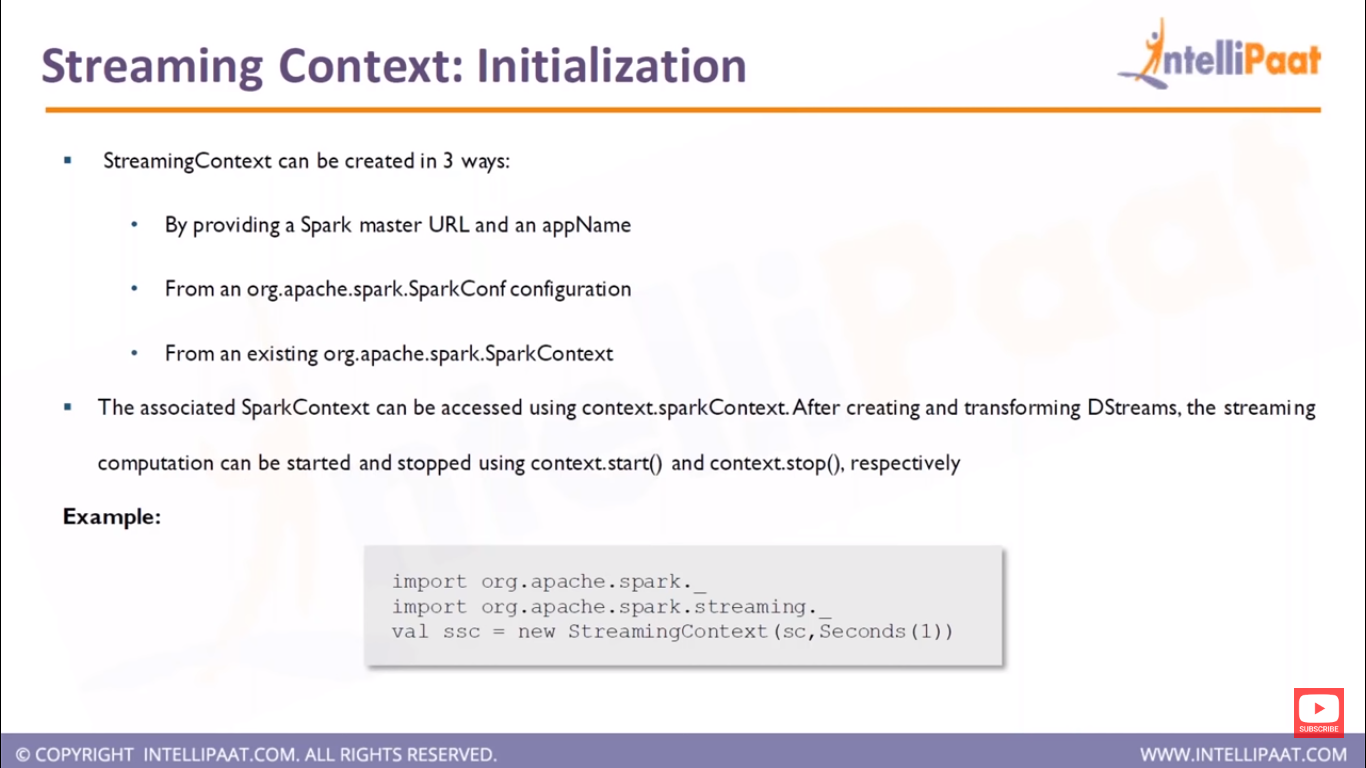 Streaming Context: Initialization
IntelliPaat
StreamingContext can be created in 3 ways:
By providing a Spark master URL and an appName
From an org.apache.spark.SparkConf configuration
From an existing org.apache.spark.SparkContext
The associated SparkContext can be accessed using context.sparkContext. After creating and transforming DStreams, the streaming
computation can be started and stopped using context.start() and context.stop(), respectively
Example:
import org.apache.spark._
import org.apache.spark.streaming._
val ssc = new StreamingContext(sc,Seconds(1))
SUBSCRIBE
© COPYRIGHT INTELLIPAAT.COM. ALL RIGHTS RESERVED.
WWW.INTELLIPAAT.COM